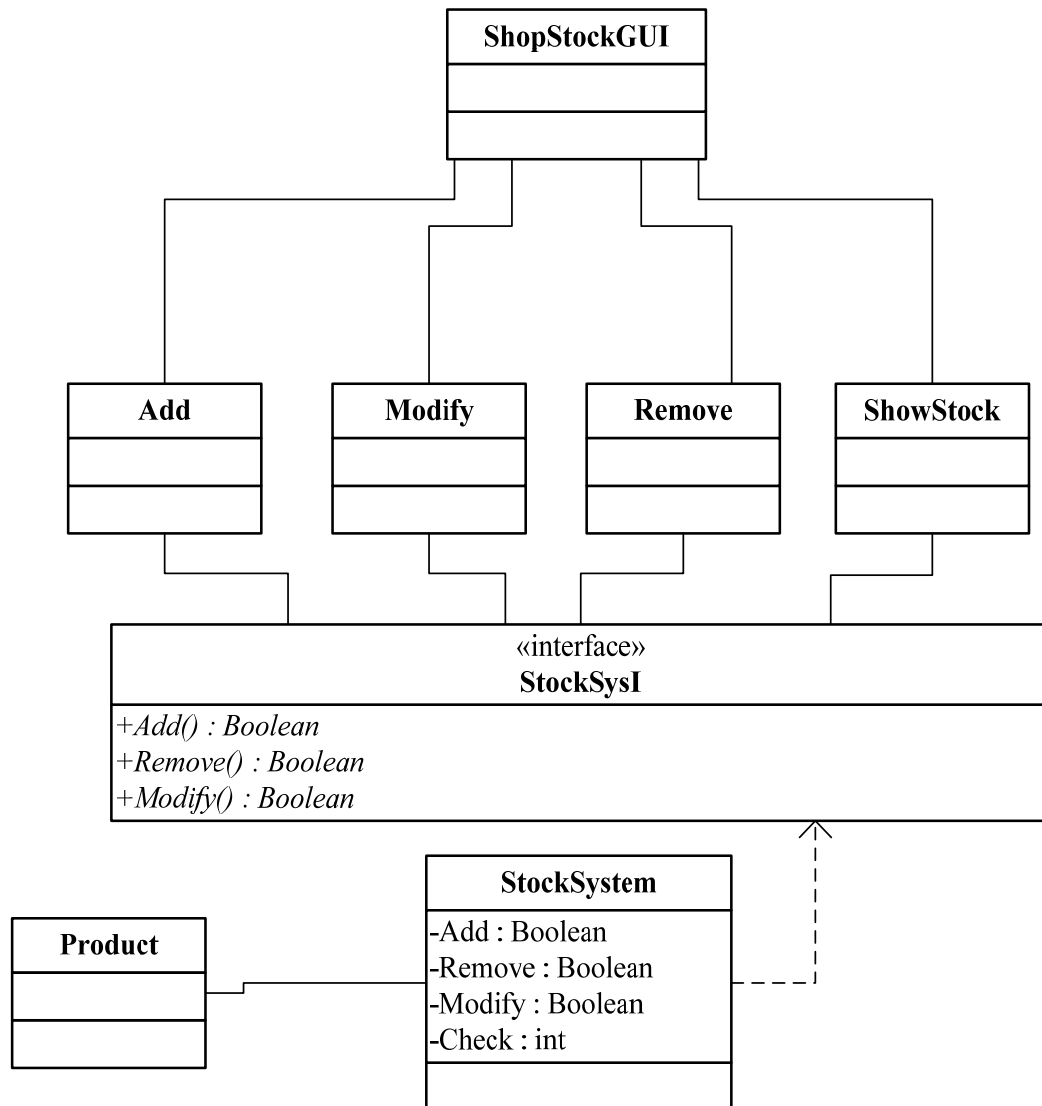 ShopStockGUI
Add
Modify
Remove
ShowStock
«interface»
StockSysI
+Add() : Boolean
+Remove() : Boolean
+Modify() : Boolean
StockSystem
-Add : Boolean
-Remove : Boolean
-Modify : Boolean
-Check : int
Product